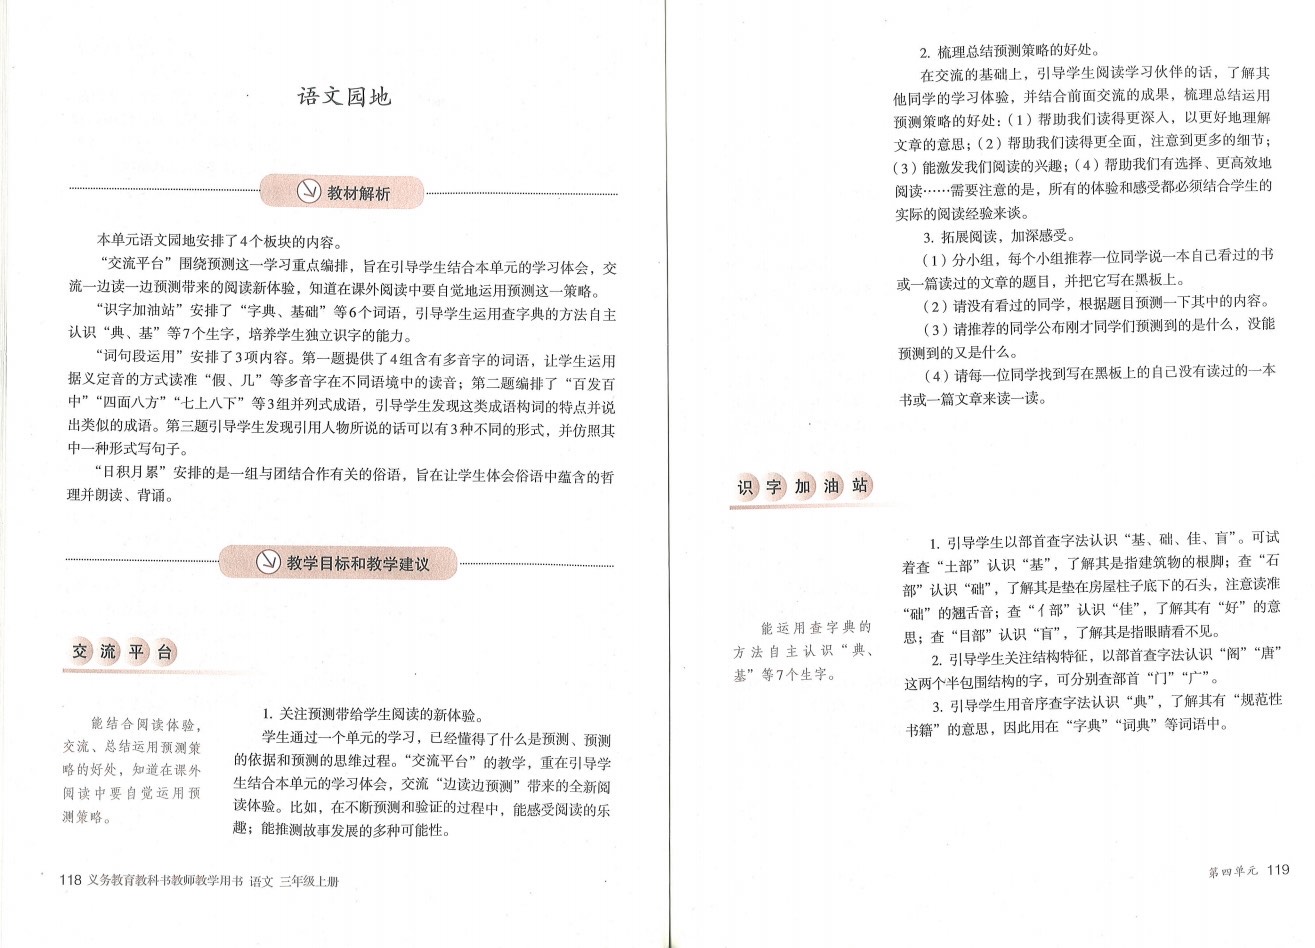 语文园地
教材解析
本单元语文园地安排了4个板块的内容。
“交流平台”围绕预测这一学习重点编排，旨在引导学生结合本单元的学习体会，交
流一边读一边预测带来的阅读新体验，知道在课外阅读中要自觉地运用预测这一策略。
“识字加油站”安排了“字典、基础”等6个词语，引导学生运用查字典的方法自主
认识“典、基”等7个生字，培养学生独立识字的能力。
“词句段运用”安排了3项内容。第一题提供了4组含有多音字的词语，让学生运用
据义定音的方式读准“假、几”等多音字在不同语境中的读音；第二题编排了“百发百
中”“四面八方”“七上八下”等3组并列式成语，引导学生发现这类成语构词的特点并说
出类似的成语。第三题引导学生发现引用人物所说的话可以有3种不同的形式，并仿照其
中一种形式写句子。
“日积月累”安排的是一组与团结合作有关的俗语，旨在让学生体会俗语中蕴含的哲
理并朗读、背诵。
教学目标和教学建议
交流平台
能结合阅读体验，
交流、总结运用预测策
略的好处，知道在课外
阅读中要自觉运用预
测策略。
1. 关注预测带给学生阅读的新体验。
学生通过一个单元的学习，已经懂得了什么是预测、预测
的依据和预测的思维过程。“交流平台”的教学，重在引导学
生结合本单元的学习体会，交流“边读边预测”带来的全新阅
读体验。比如，在不断预测和验证的过程中，能感受阅读的乐
趣；能推测故事发展的多种可能性。
118 义务教育教科书教师教学用书 语文 三年级上册
2. 梳理总结预测策略的好处。
在交流的基础上，引导学生阅读学习伙伴的话，了解其
他同学的学习体验，并结合前面交流的成果，梳理总结运用
预测策略的好处：（1）帮助我们读得更深入，以更好地理解
文章的意思；（2）帮助我们读得更全面，注意到更多的细节；
（3）能激发我们阅读的兴趣；（4）帮助我们有选择、更高效地
阅读……需要注意的是，所有的体验和感受都必须结合学生的
实际的阅读经验来谈。
3. 拓展阅读，加深感受。
（1）分小组，每个小组推荐一位同学说一本自己看过的书
或一篇读过的文章的题目，并把它写在黑板上。
（2）请没有看过的同学，根据题目预测一下其中的内容。
（3）请推荐的同学公布刚才同学们预测到的是什么，没能
预测到的又是什么。
（4）请每一位同学找到写在黑板上的自己没有读过的一本
书或一篇文章来读一读。
识字加油站
能运用查字典的
方法自主认识“典、
基”等7个生字。
1. 引导学生以部首查字法认识“基、础、佳、盲”。可试
着查“土部”认识“基”，了解其是指建筑物的根脚；查“石
部”认识“础”，了解其是垫在房屋柱子底下的石头，注意读准
“础”的翘舌音；查“亻部”认识“佳”，了解其有“好”的意
思；查“目部”认识“盲”，了解其是指眼睛看不见。
2. 引导学生关注结构特征，以部首查字法认识“阁”“唐”
这两个半包围结构的字，可分别查部首“门”“广”。
3. 引导学生用音序查字法认识“典”，了解其有“规范性
书籍”的意思，因此用在“字典”“词典”等词语中。
第四单元 119